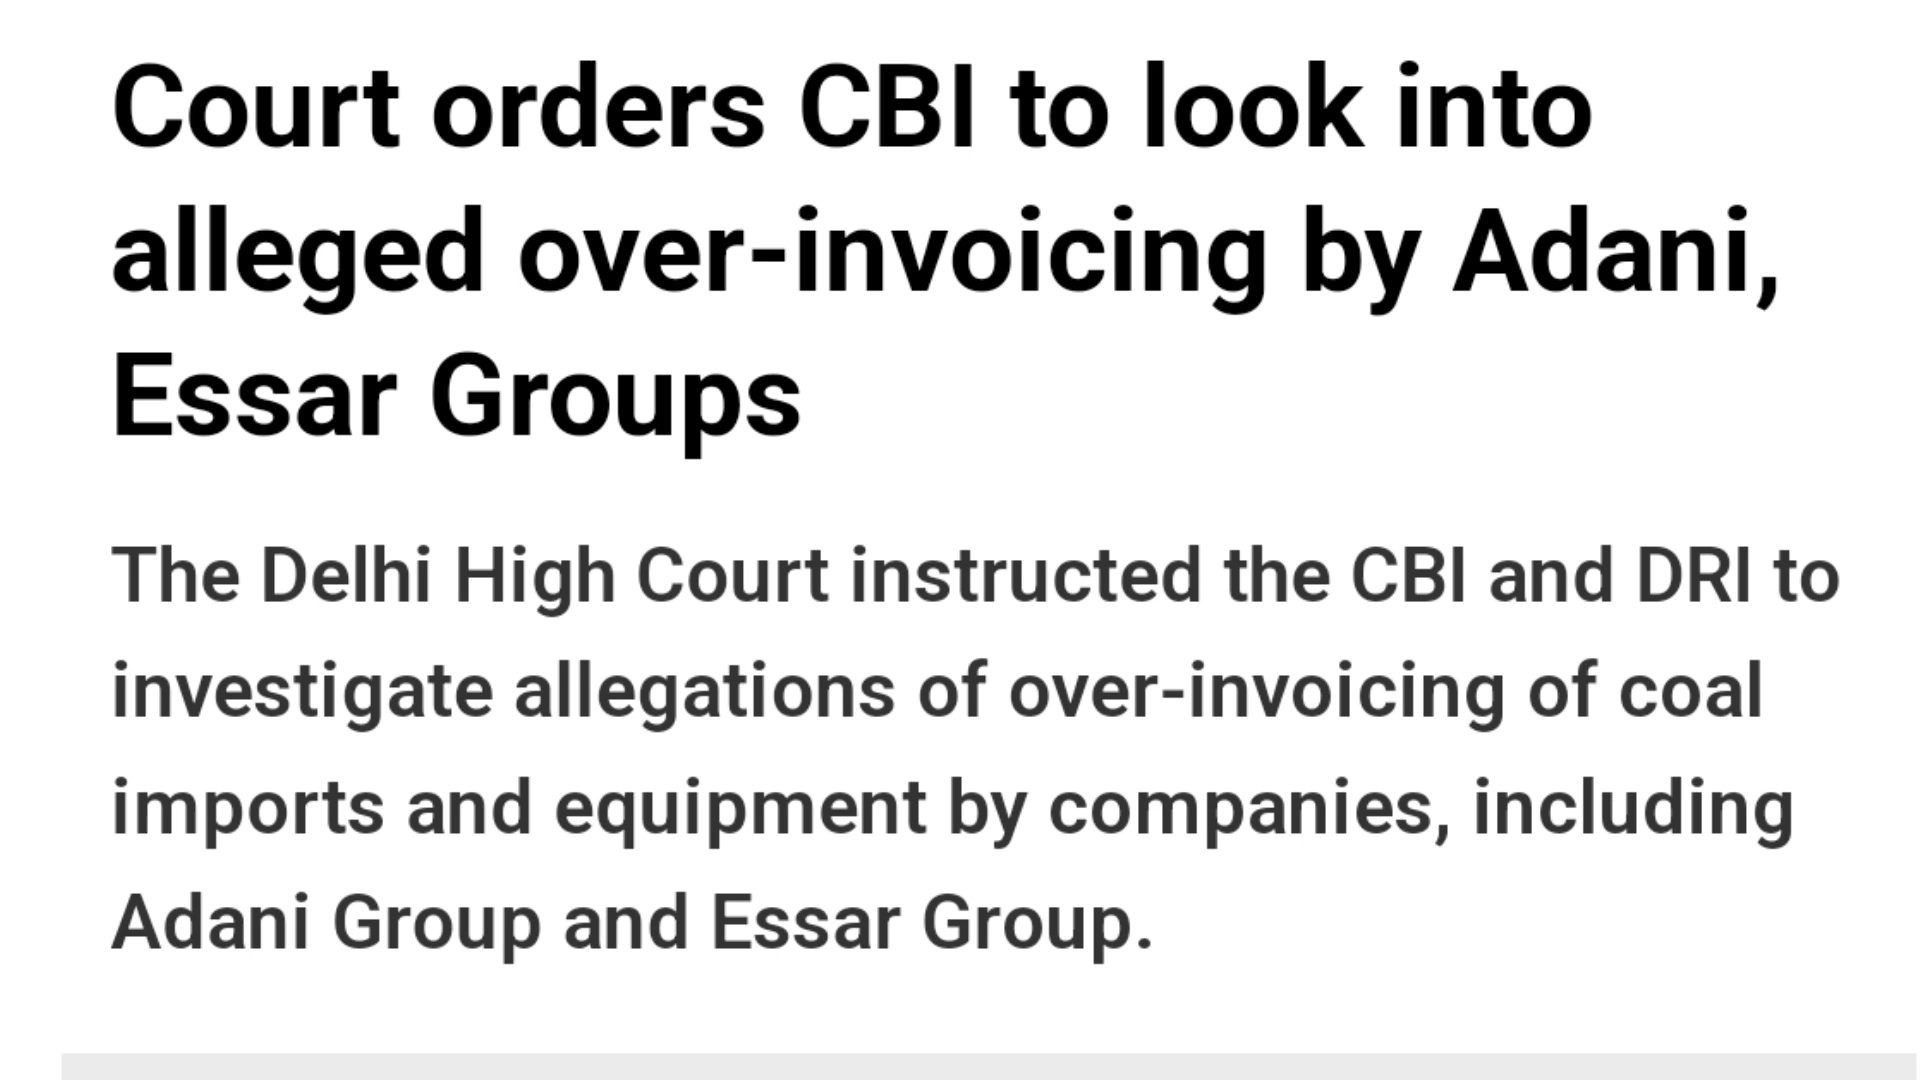 Court orders CBI to look into
alleged over-invoicing by Adani,
Essar Groups
The Delhi High Court instructed the CBI and DRI to
investigate allegations of over-invoicing of coal
imports and equipment by companies, including
Adani Group and Essar Group.